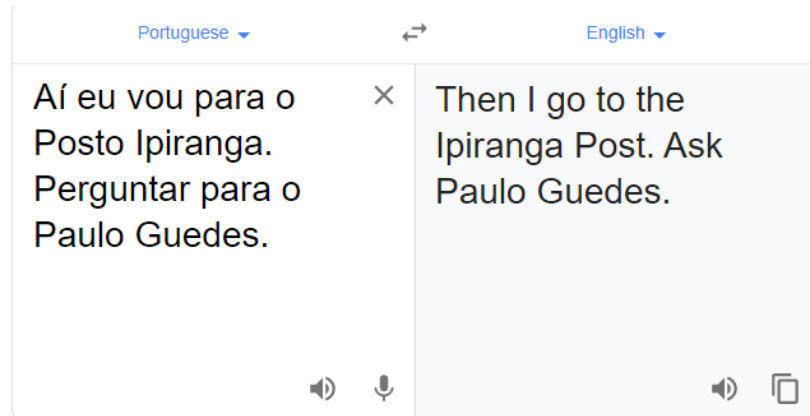 Portuguese
English
Aí eu vou para o
Posto Ipiranga.
Perguntar para o
Paulo Guedes.
Then I go to the
Ipiranga Post. Ask
Paulo Guedes.